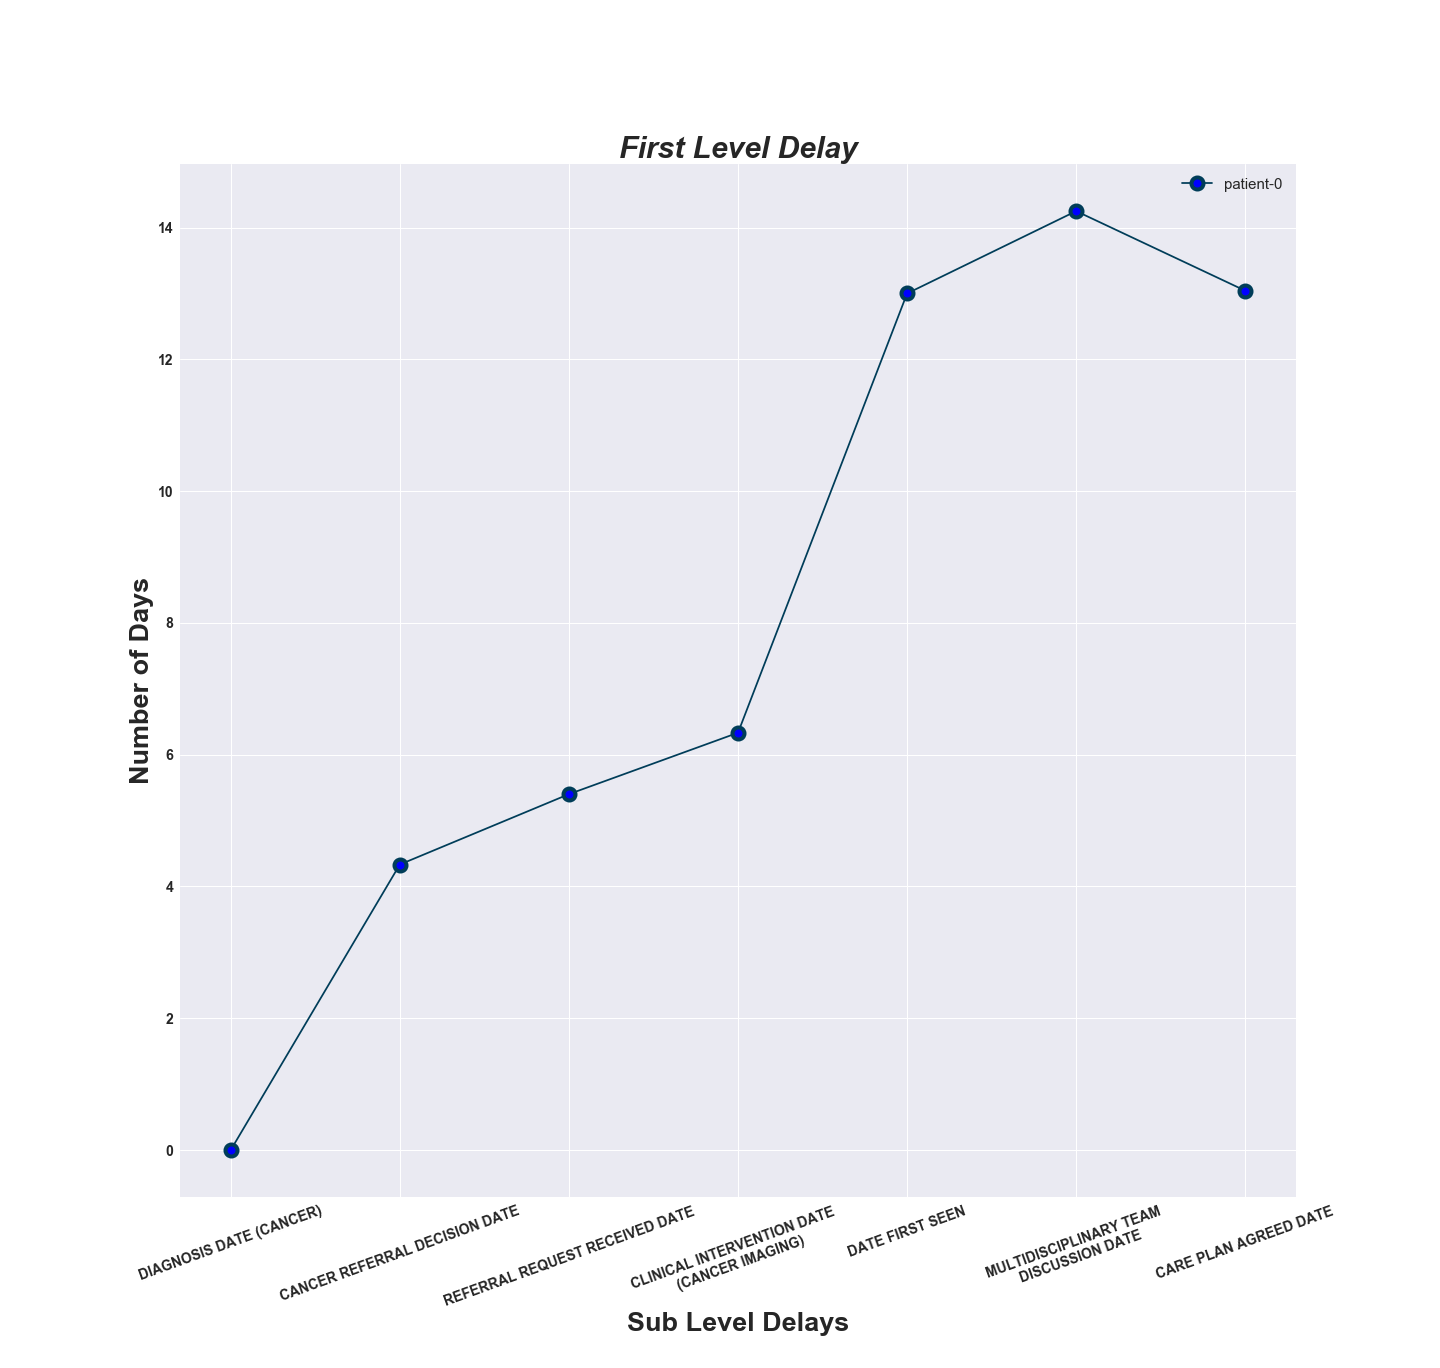 First Level Delay
patient-0
14
12
10
8
6
4
2
0
Number of Days
DIAGNOSIS DATE (CANCER)
CANCER REFERRAL DECISION DATE
REFERRAL REQUEST RECEIVED DATE
CLINICAL INTERVENTION DATE
(CANCER IMAGING)
DATE FIRST SEEN
MULTIDISCIPLINARY TEAM
DISCUSSION DATE
CARE PLAN AGREED DATE
Sub Level Delays